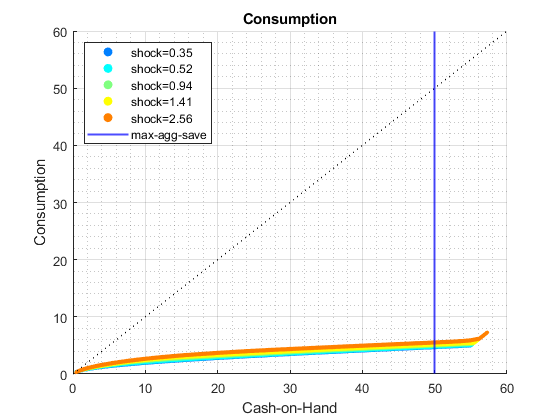 Consumption
60
50
40
30
20
10
0
shock=0.35
shock=0.52
shock=0.94
shock=1.41
shock=2.56
max-agg-save
Consumption
0 10 20 30 40 50 60
Cash-on-Hand